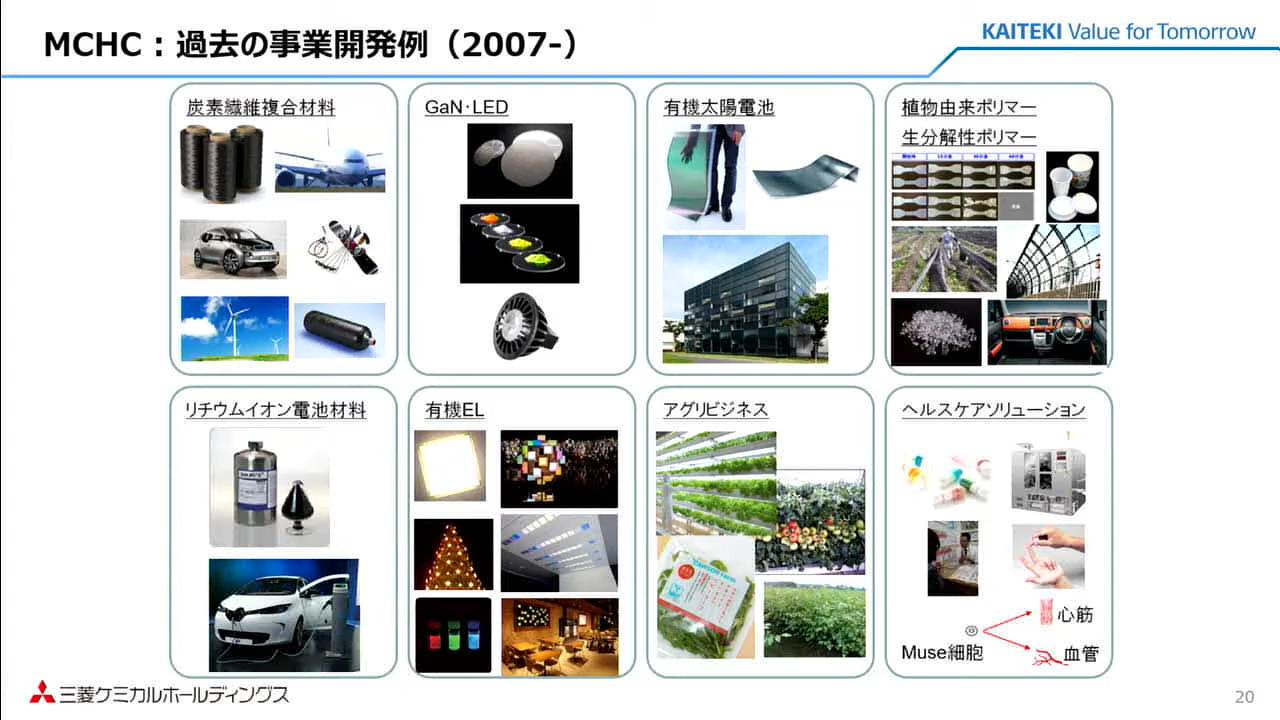 MCHC：過去の事業開発例（2007-）
KAITEKI Value for Tomorrow
炭素繊維複合材料
GaN･LED
有機太陽電池
植物由来ポリマー
生分解性ポリマー
リチウムイオン電池材料
有機EL
アグリビジネス
ヘルスケアソリューション
心筋
Muse細胞
血管
三菱ケミカルホールディングス
20